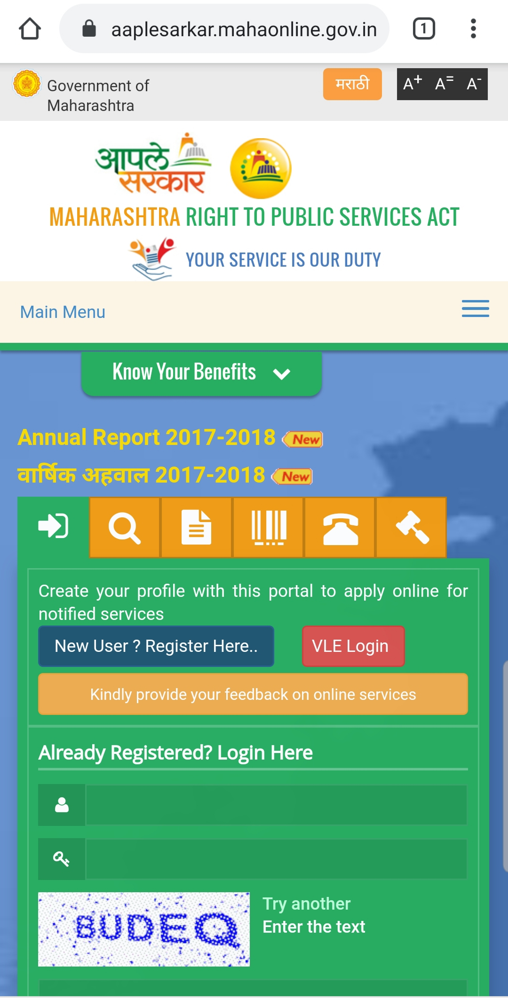 aaplesarkar.mahaonline.gov.in
1
Government of
Maharashtra
मराठी
A+ A= A-
आपले
सरकार
MAHARASHTRA RIGHT TO PUBLIC SERVICES ACT
YOUR SERVICE IS OUR DUTY
Main Menu
Know Your Benefits
Annual Report 2017-2018 New
वार्षिक अहवाल 2017-2018 New
Create your profile with this portal to apply online for
notified services
New User ? Register Here..
VLE Login
Kindly provide your feedback on online services
Already Registered? Login Here
BUDEQ
Try another
Enter the text